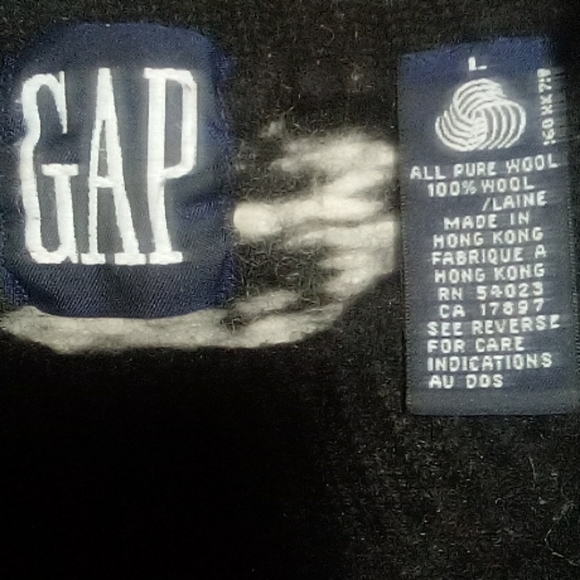 GAP
L
ALL PURE WOOL
100% WOOL
/LAINE
MADE IN
HONG KONG
FABRIQUE A
HONG KONG
RN 54023
CA 17897
SEE REVERSE
FOR CARE
INDICATIONS
AU DOS